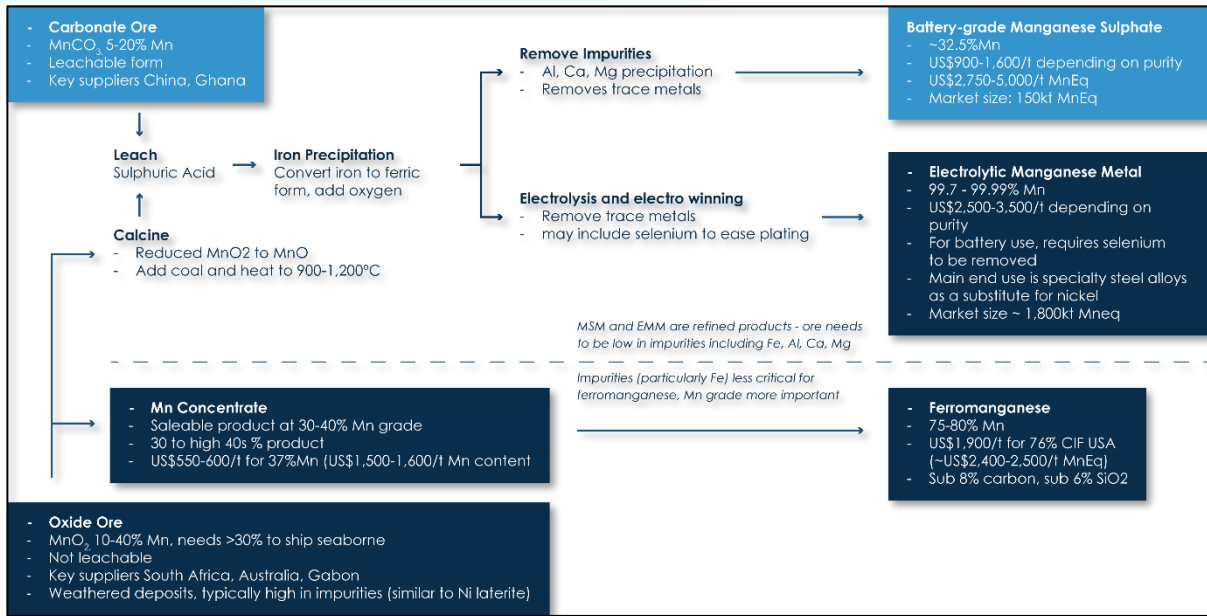 - Carbonate Ore
- MnCO3, 5-20% Mn
- Leachable form
- Key suppliers China, Ghana
Leach
Sulphuric Acid
Iron Precipitation
Convert iron to ferric
form, add oxygen
Calcine
- Reduced MnO2 to MnO
- Add coal and heat to 900-1,200ºC
Remove Impurities
- Al, Ca, Mg precipitation
- Removes trace metals
Electrolysis and electro winning
- Remove trace metals
- may include selenium to ease plating
Battery-grade Manganese Sulphate
- ~32.5%Mn
- US$900-1,600/t depending on purity
- US$2,750-5,000/t MnEq
- Market size: 150kt MnEq
- Electrolytic Manganese Metal
- 99.7 - 99.99% Mn
- US$2,500-3,500/t depending on
purity
- For battery use, requires selenium
to be removed
- Main end use is specialty steel alloys
as a substitute for nickel
- Market size ~ 1,800kt Mneq
MSM and EMM are refined products - ore needs
to be low in impurities including Fe, Al, Ca, Mg
Impurities (particularly Fe) less critical for
ferromanganese, Mn grade more important
- Mn Concentrate
- Saleable product at 30-40% Mn grade
- 30 to high 40s % product
- US$550-600/t for 37%Mn (US$1,500-1,600/t Mn content
- Ferromanganese
- 75-80% Mn
- US$1,900/t for 76% CIF USA
(~US$2,400-2,500/t MnEq)
- Sub 8% carbon, sub 6% SiO2
- Oxide Ore
- MnO2, 10-40% Mn, needs >30% to ship seaborne
- Not leachable
- Key suppliers South Africa, Australia, Gabon
- Weathered deposits, typically high in impurities (similar to Ni laterite)